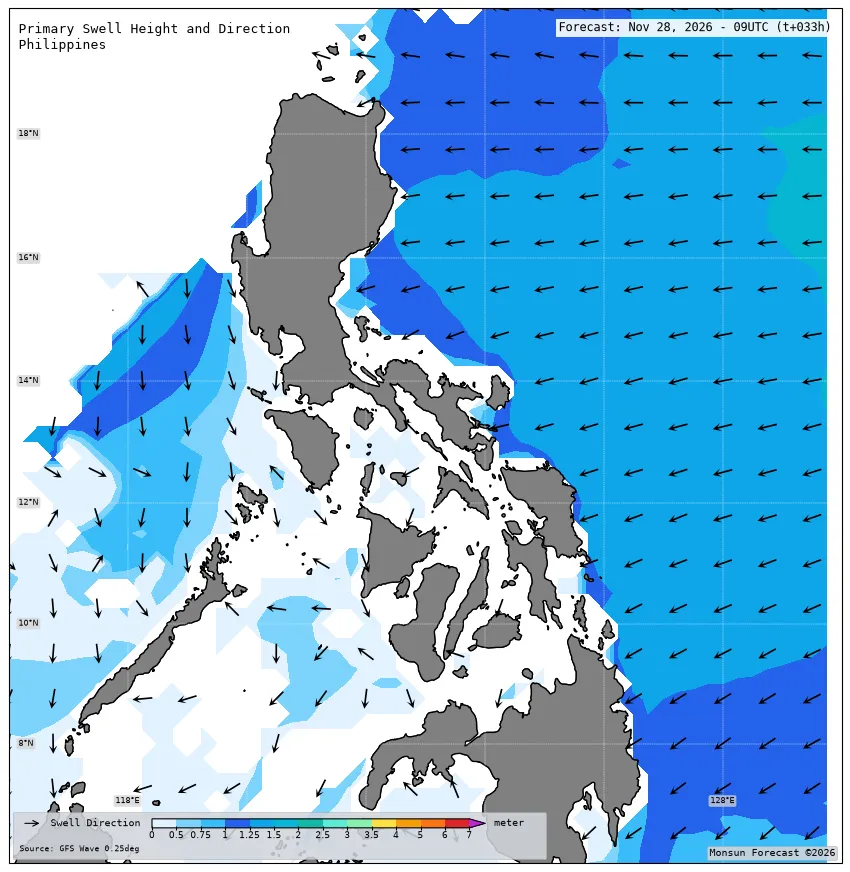 Primary Swell Height and Direction
Philippines
Forecast: Nov 28, 2026 - 09UTC (t+033h)
18°N
16°N
14°N
12°N
10°N
8°N
118°E
128°E
Swell Direction
0 0.5 0.75 1 1.25 1.5 2 2.5 3 3.5 4 5 6 7
meter
Source: GFS Wave 0.25deg
Monsun Forecast ©2026